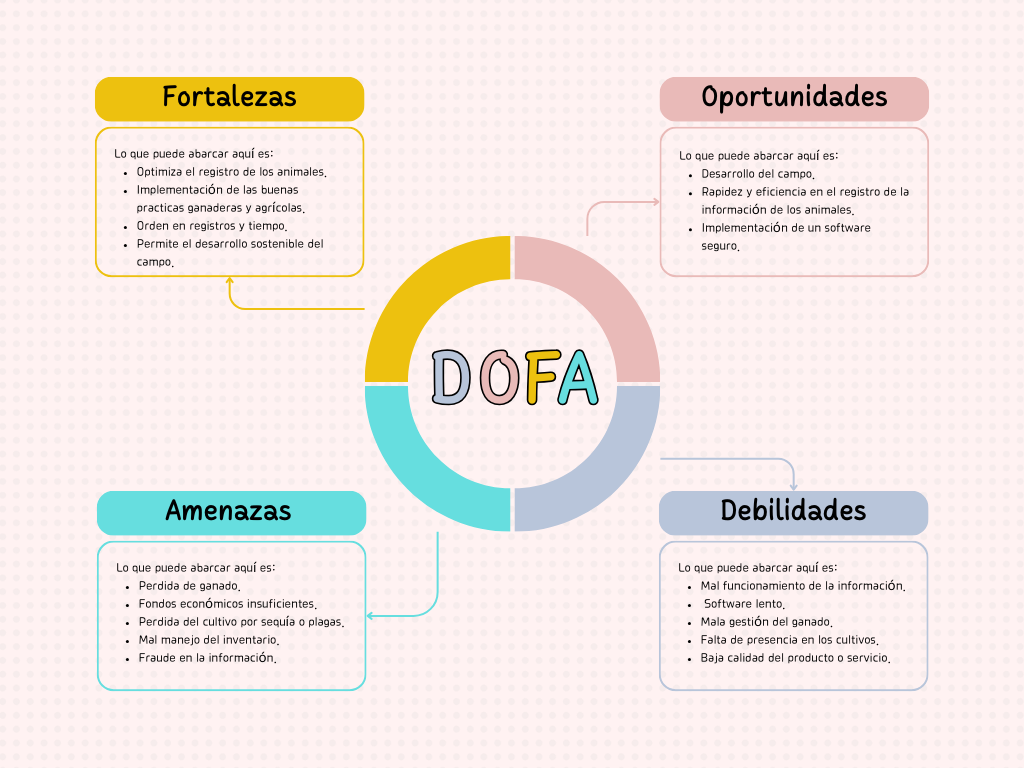 Fortalezas
Lo que puede abarcar aquí es:
• Optimiza el registro de los animales.
• Implementación de las buenas
practicas ganaderas y agrícolas.
• Orden en registros y tiempo.
• Permite el desarrollo sostenible del
campo.
Oportunidades
Lo que puede abarcar aquí es:
• Desarrollo del campo.
• Rapidez y eficiencia en el registro de la
información de los animales.
• Implementación de un software
seguro.
DOFA
Amenazas
Lo que puede abarcar aquí es:
• Perdida de ganado.
• Fondos económicos insuficientes.
• Perdida del cultivo por sequía o plagas.
• Mal manejo del inventario.
• Fraude en la información.
Debilidades
Lo que puede abarcar aquí es:
• Mal funcionamiento de la información.
• Software lento.
• Mala gestión del ganado.
• Falta de presencia en los cultivos.
• Baja calidad del producto o servicio.